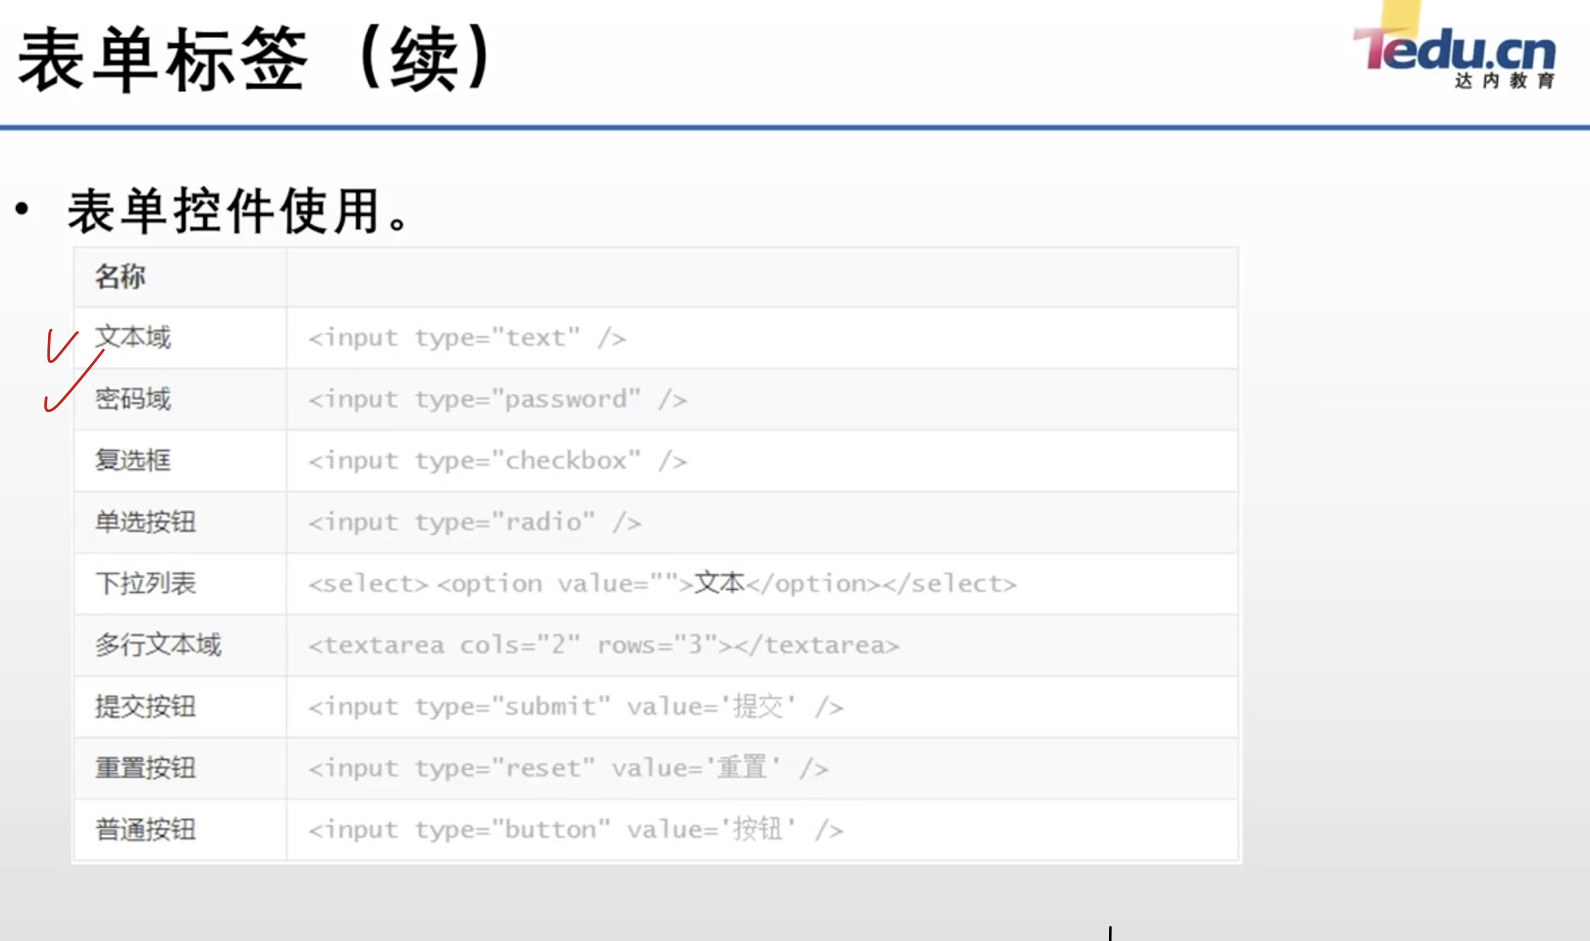 表单标签（续）
Tedu.cn
达内教育
• 表单控件使用。
名称
文本域 <input type="text" />
密码域 <input type="password" />
复选框 <input type="checkbox" />
单选按钮 <input type="radio" />
下拉列表 <select><option value="">文本</option></select>
多行文本域 <textarea cols="2" rows="3"></textarea>
提交按钮 <input type="submit" value='提交' />
重置按钮 <input type="reset" value='重置' />
普通按钮 <input type="button" value='按钮' />